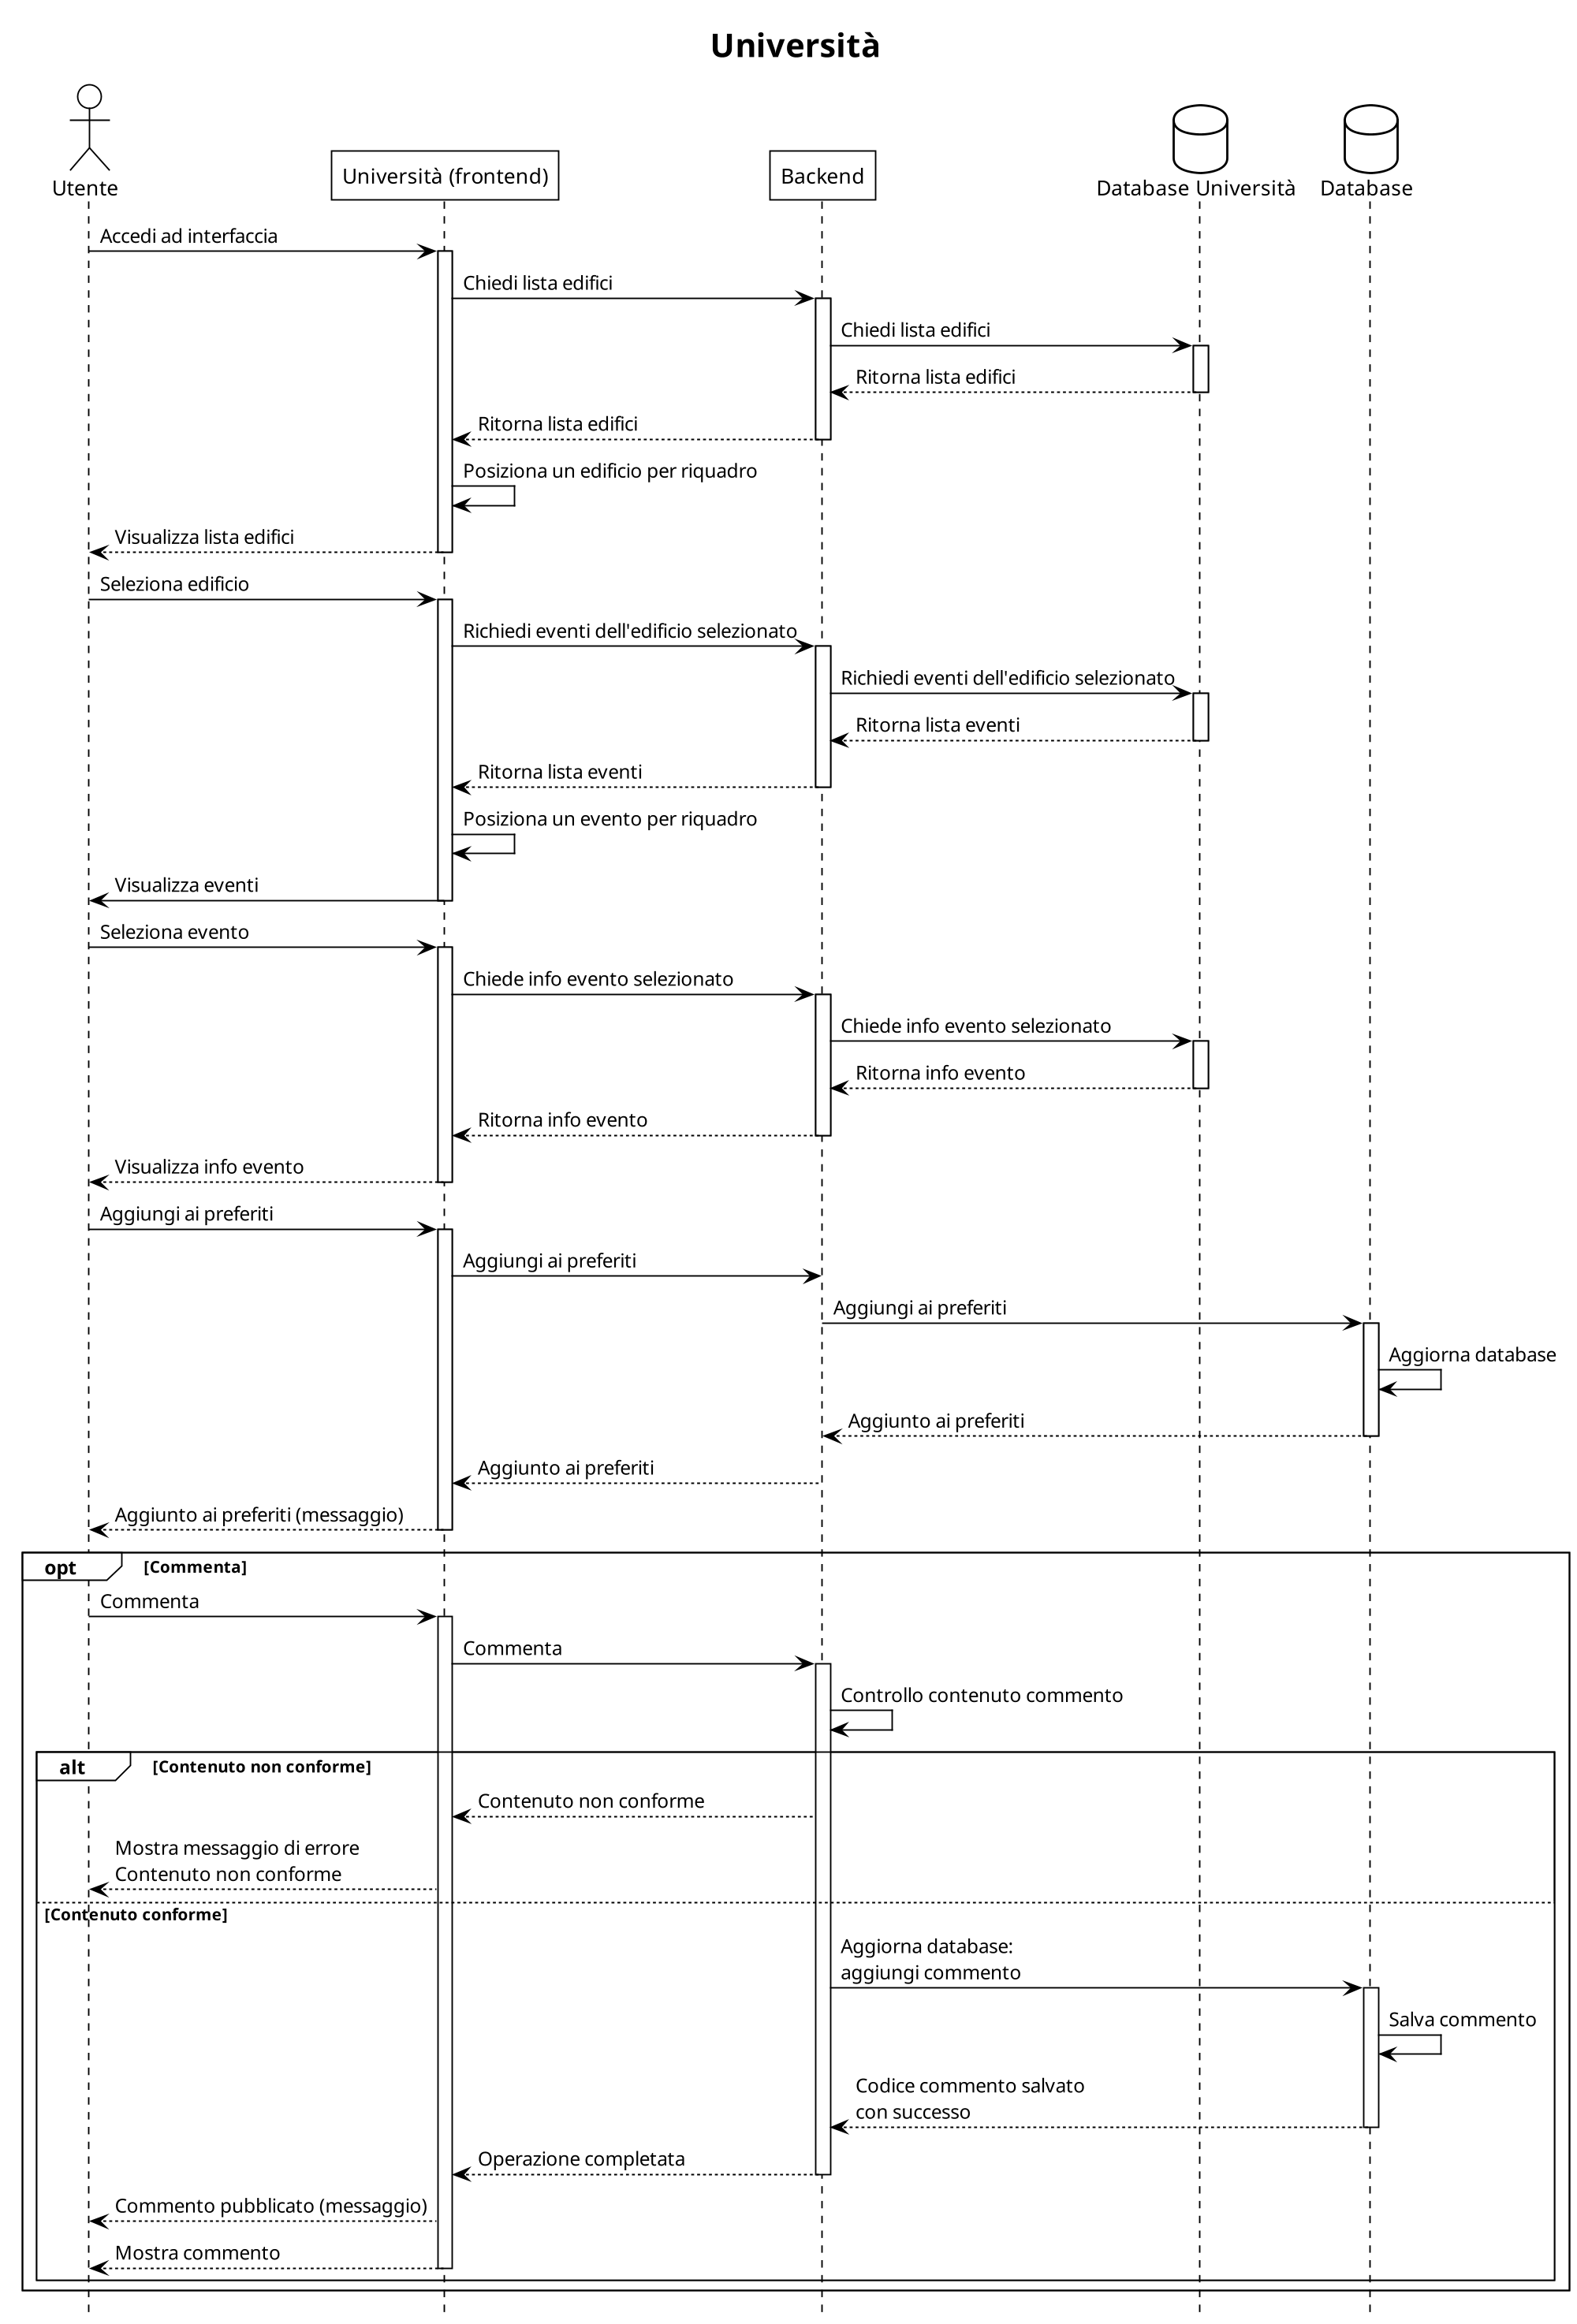 Università
Utente
Università (frontend)
Backend
Database Università
Database
Accedi ad interfaccia
Chiedi lista edifici
Chiedi lista edifici
Ritorna lista edifici
Ritorna lista edifici
Posiziona un edificio per riquadro
Visualizza lista edifici
Seleziona edificio
Richiedi eventi dell'edificio selezionato
Richiedi eventi dell'edificio selezionato
Ritorna lista eventi
Ritorna lista eventi
Posiziona un evento per riquadro
Visualizza eventi
Seleziona evento
Chiede info evento selezionato
Chiede info evento selezionato
Ritorna info evento
Ritorna info evento
Visualizza info evento
Aggiungi ai preferiti
Aggiungi ai preferiti
Aggiungi ai preferiti
Aggiorna database
Aggiunto ai preferiti
Aggiunto ai preferiti
Aggiunto ai preferiti (messaggio)
opt [Commenta]
Commenta
Commenta
Controllo contenuto commento
alt [Contenuto non conforme]
Contenuto non conforme
Mostra messaggio di errore
Contenuto non conforme
[Contenuto conforme]
Aggiorna database:
aggiungi commento
Salva commento
Codice commento salvato
con successo
Operazione completata
Commento pubblicato (messaggio)
Mostra commento